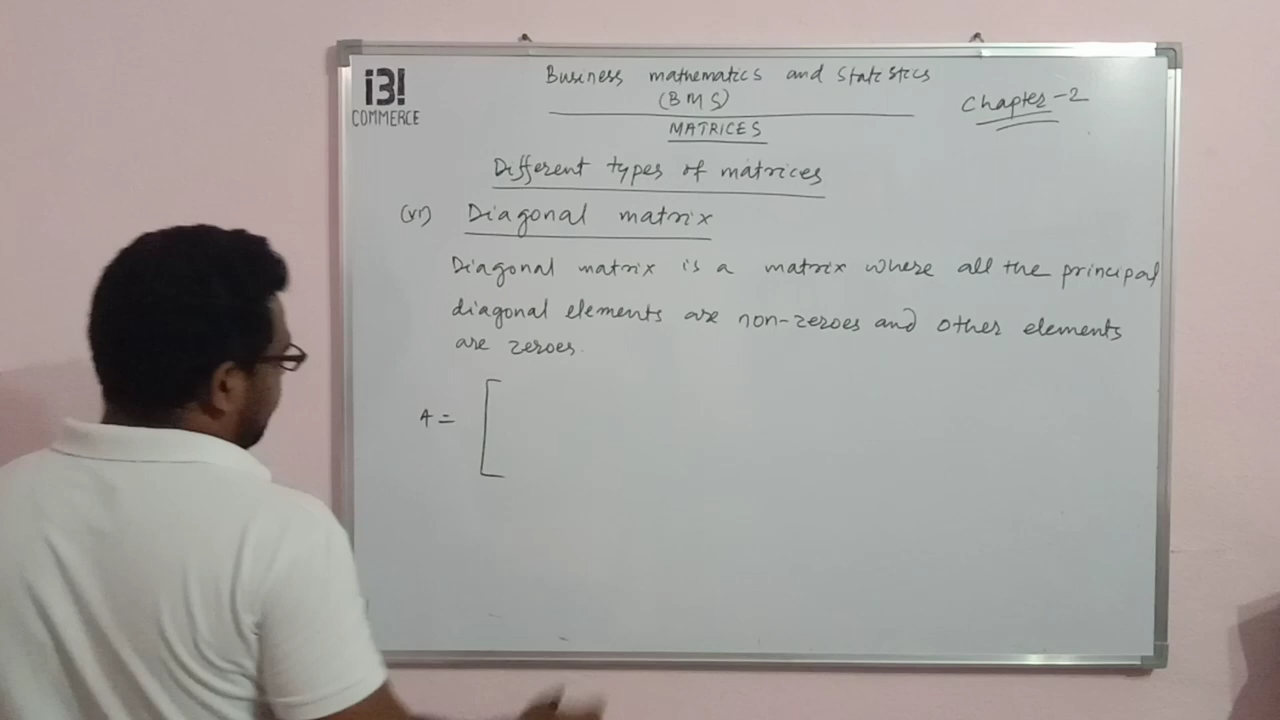 i3!
COMMERCE
Business mathematics and statistics
(BMS)
Chapter-2
MATRICES
Different types of matrices
(vi) Diagonal matrix
Diagonal matrix is a matrix where all the principal
diagonal elements are non-zeroes and other elements
are zeroes.
A = [